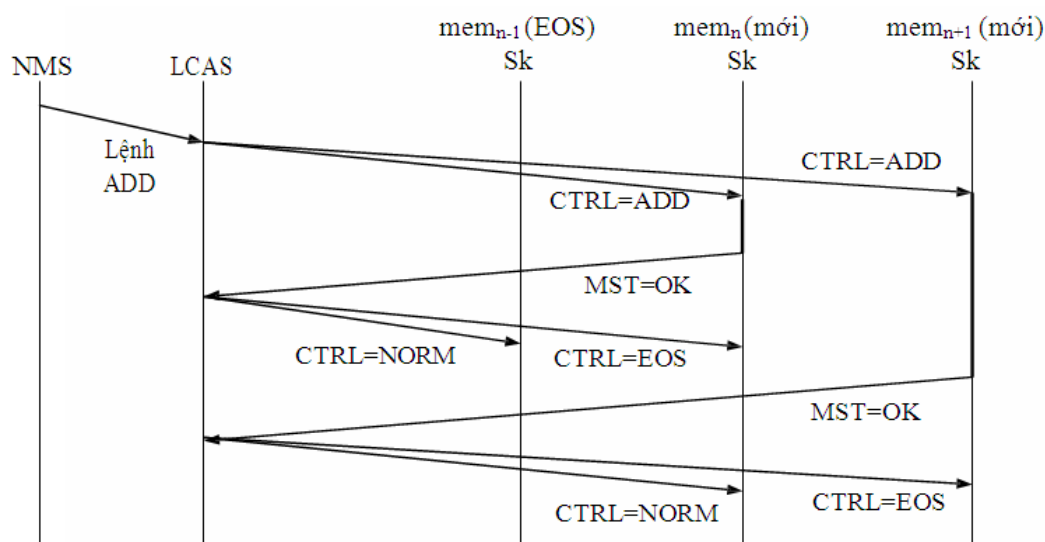 NMS
LCAS
memₙ₋₁ (EOS)
Sk
memₙ (mới)
Sk
memₙ₊₁ (mới)
Sk
Lệnh
ADD
CTRL=ADD
CTRL=ADD
MST=OK
CTRL=NORM
CTRL=EOS
MST=OK
CTRL=NORM
CTRL=EOS